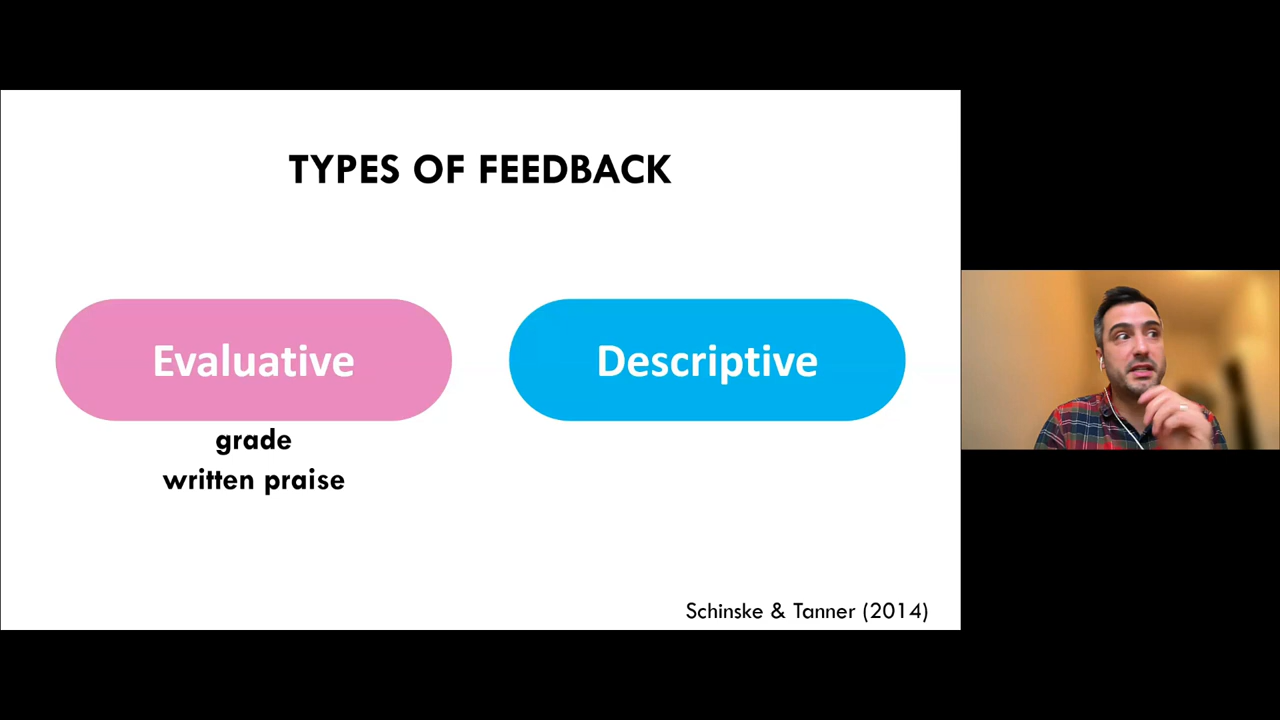 TYPES OF FEEDBACK
Evaluative
Descriptive
grade
written praise
Schinske & Tanner (2014)